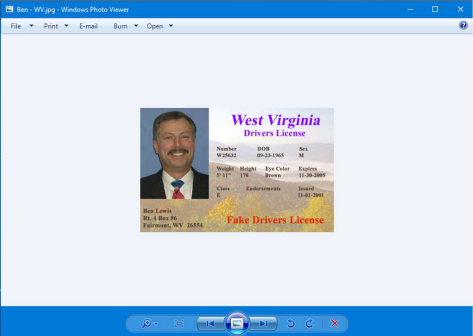 Ben - WV.jpg - Windows Photo Viewer
File Print E-mail Burn Open
West Virginia
Drivers License
Number DOB Sex
W25632 09-23-1965 M
Weight Height Eye Color Expires
5' 11" 170 Brown 11-30-2005
Class Endorsements Issued
E 11-01-2001
Ben Lewis
Rt. 4 Box 86
Fairmont, WV 26554
Fake Drivers License